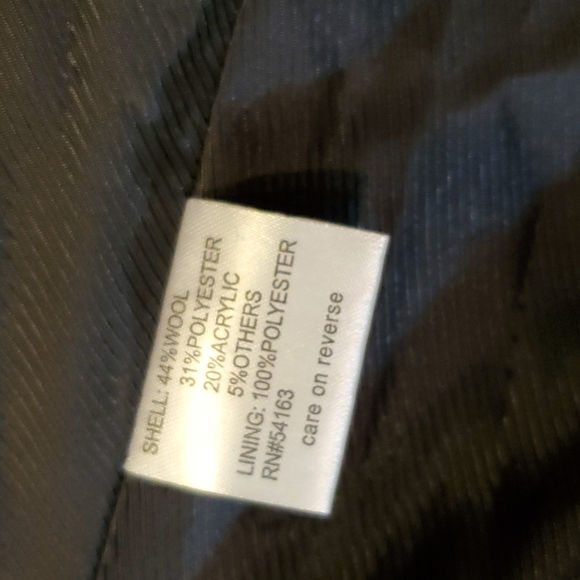 SHELL: 44%WOOL
31%POLYESTER
20%ACRYLIC
5%OTHERS
LINING: 100%POLYESTER
RN#54163
care on reverse